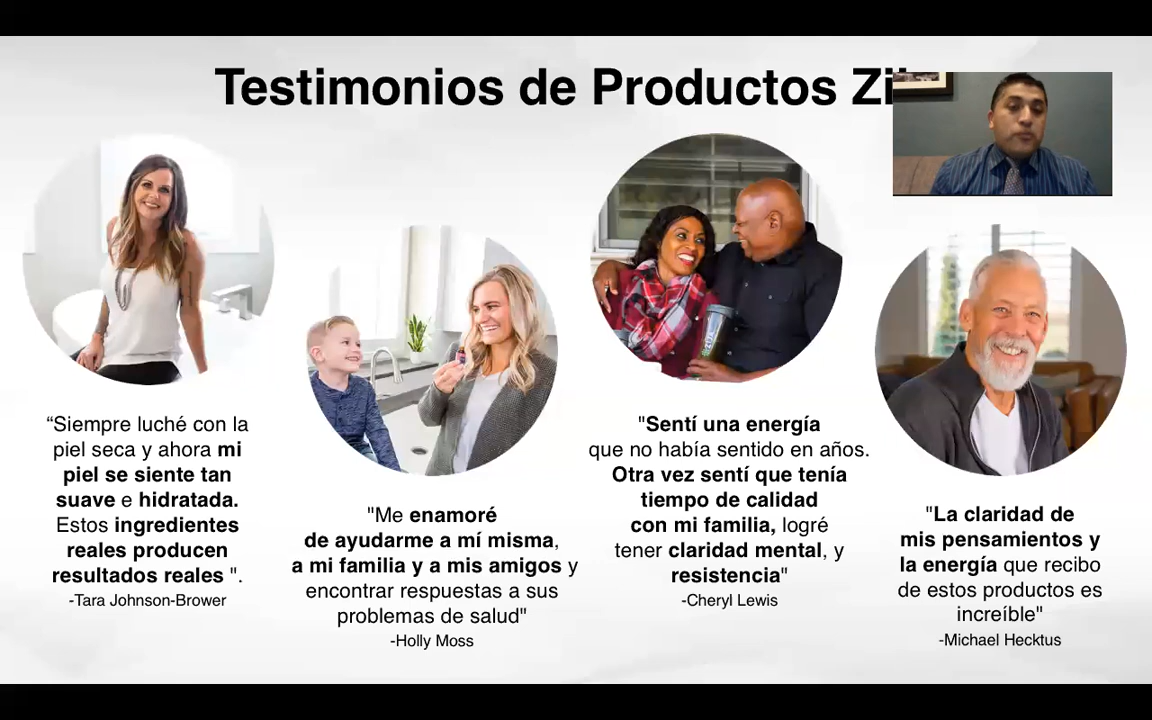 Testimonios de Productos Zii
“Siempre luché con la
piel seca y ahora mi
piel se siente tan
suave e hidratada.
Estos ingredientes
reales producen
resultados reales ".
-Tara Johnson-Brower
"Me enamoré
de ayudarme a mí misma,
a mi familia y a mis amigos y
encontrar respuestas a sus
problemas de salud"
-Holly Moss
"Sentí una energía
que no había sentido en años.
Otra vez sentí que tenía
tiempo de calidad
con mi familia, logré
tener claridad mental, y
resistencia"
-Cheryl Lewis
"La claridad de
mis pensamientos y
la energía que recibo
de estos productos es
increíble"
-Michael Hecktus